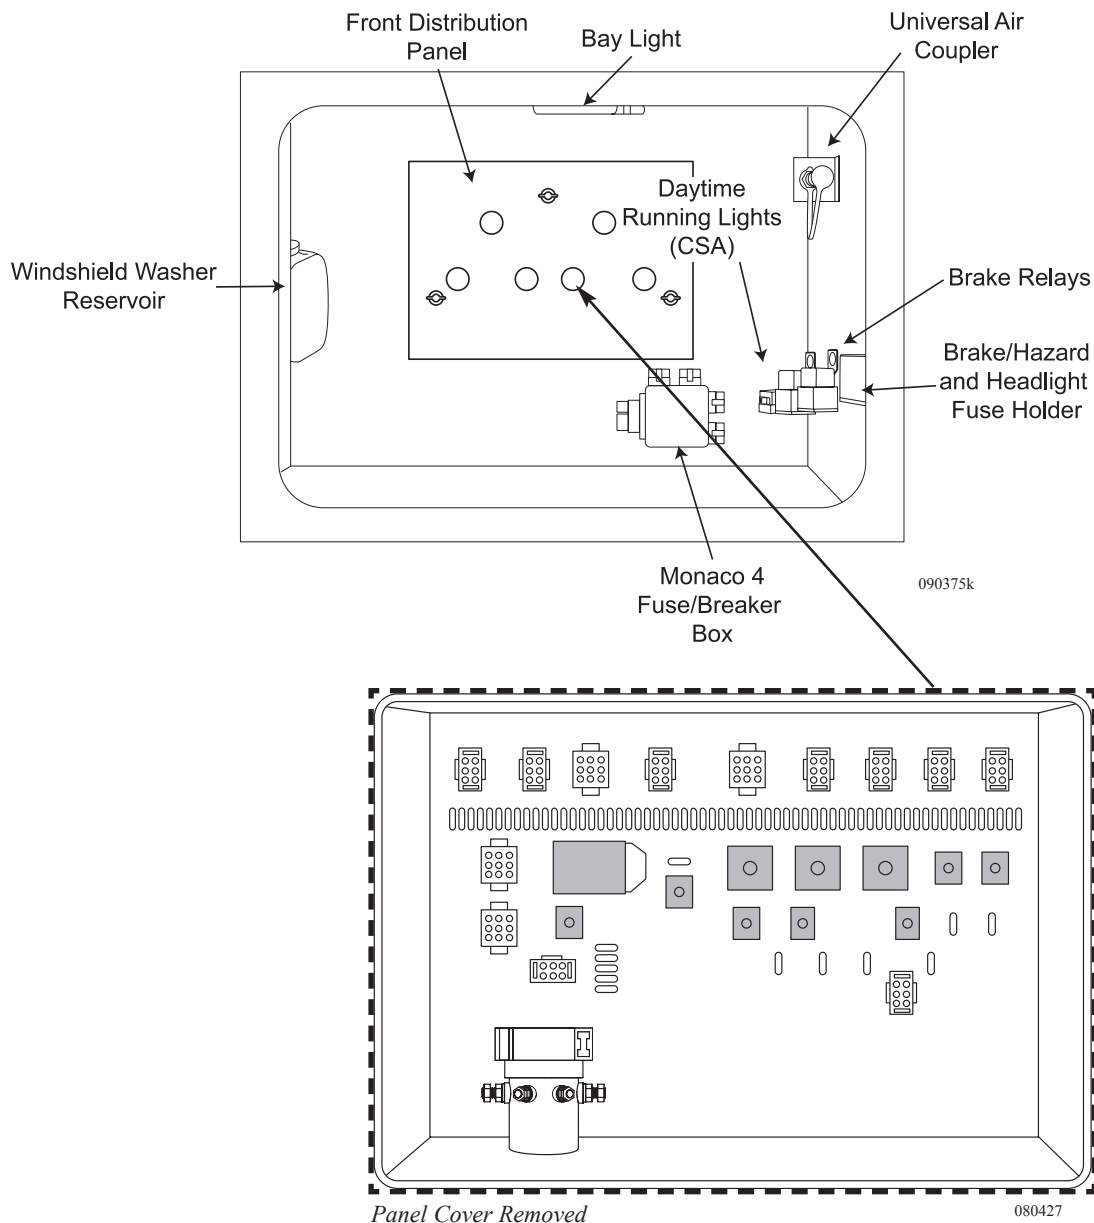 Front Distribution
Panel
Bay Light
Universal Air
Coupler
Daytime
Running Lights
(CSA)
Windshield Washer
Reservoir
Brake Relays
Brake/Hazard
and Headlight
Fuse Holder
Monaco 4
Fuse/Breaker
Box
090375k
Panel Cover Removed
080427